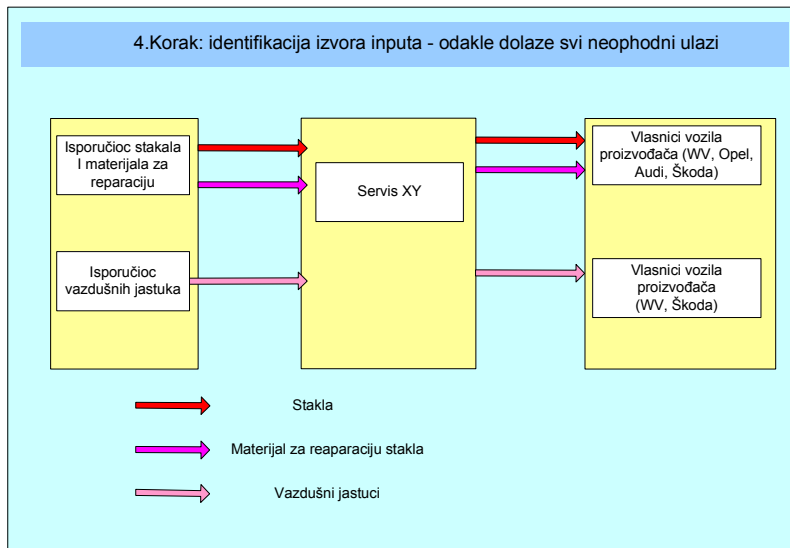 4.Korak: identifikacija izvora inputa - odakle dolaze svi neophodni ulazi
Isporučioc stakala
I materijala za
reparaciju
Servis XY
Vlasnici vozila
proizvođača (WV, Opel,
Audi, Škoda)
Isporučioc
vazdušnih jastuka
Vlasnici vozila
proizvođača
(WV, Škoda)
Stakla
Materijal za reaparaciju stakla
Vazdušni jastuci